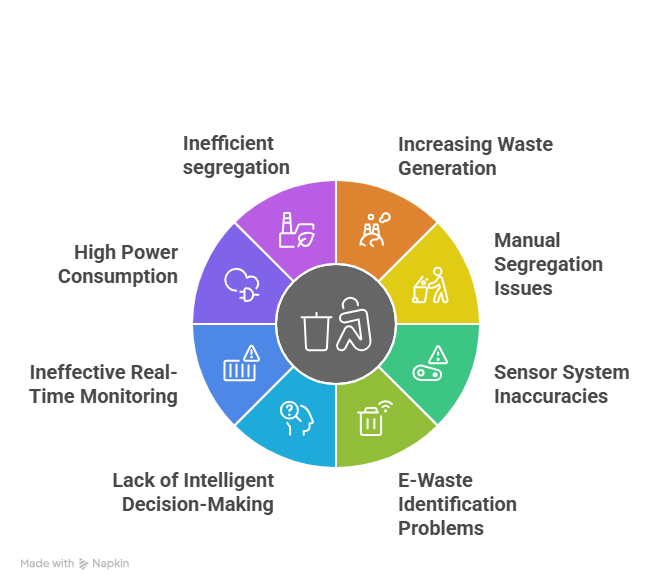 Inefficient
segregation
Increasing Waste
Generation
High Power
Consumption
Manual
Segregation
Issues
Ineffective Real-
Time Monitoring
Sensor System
Inaccuracies
Lack of Intelligent
Decision-Making
E-Waste
Identification
Problems
Made with Napkin